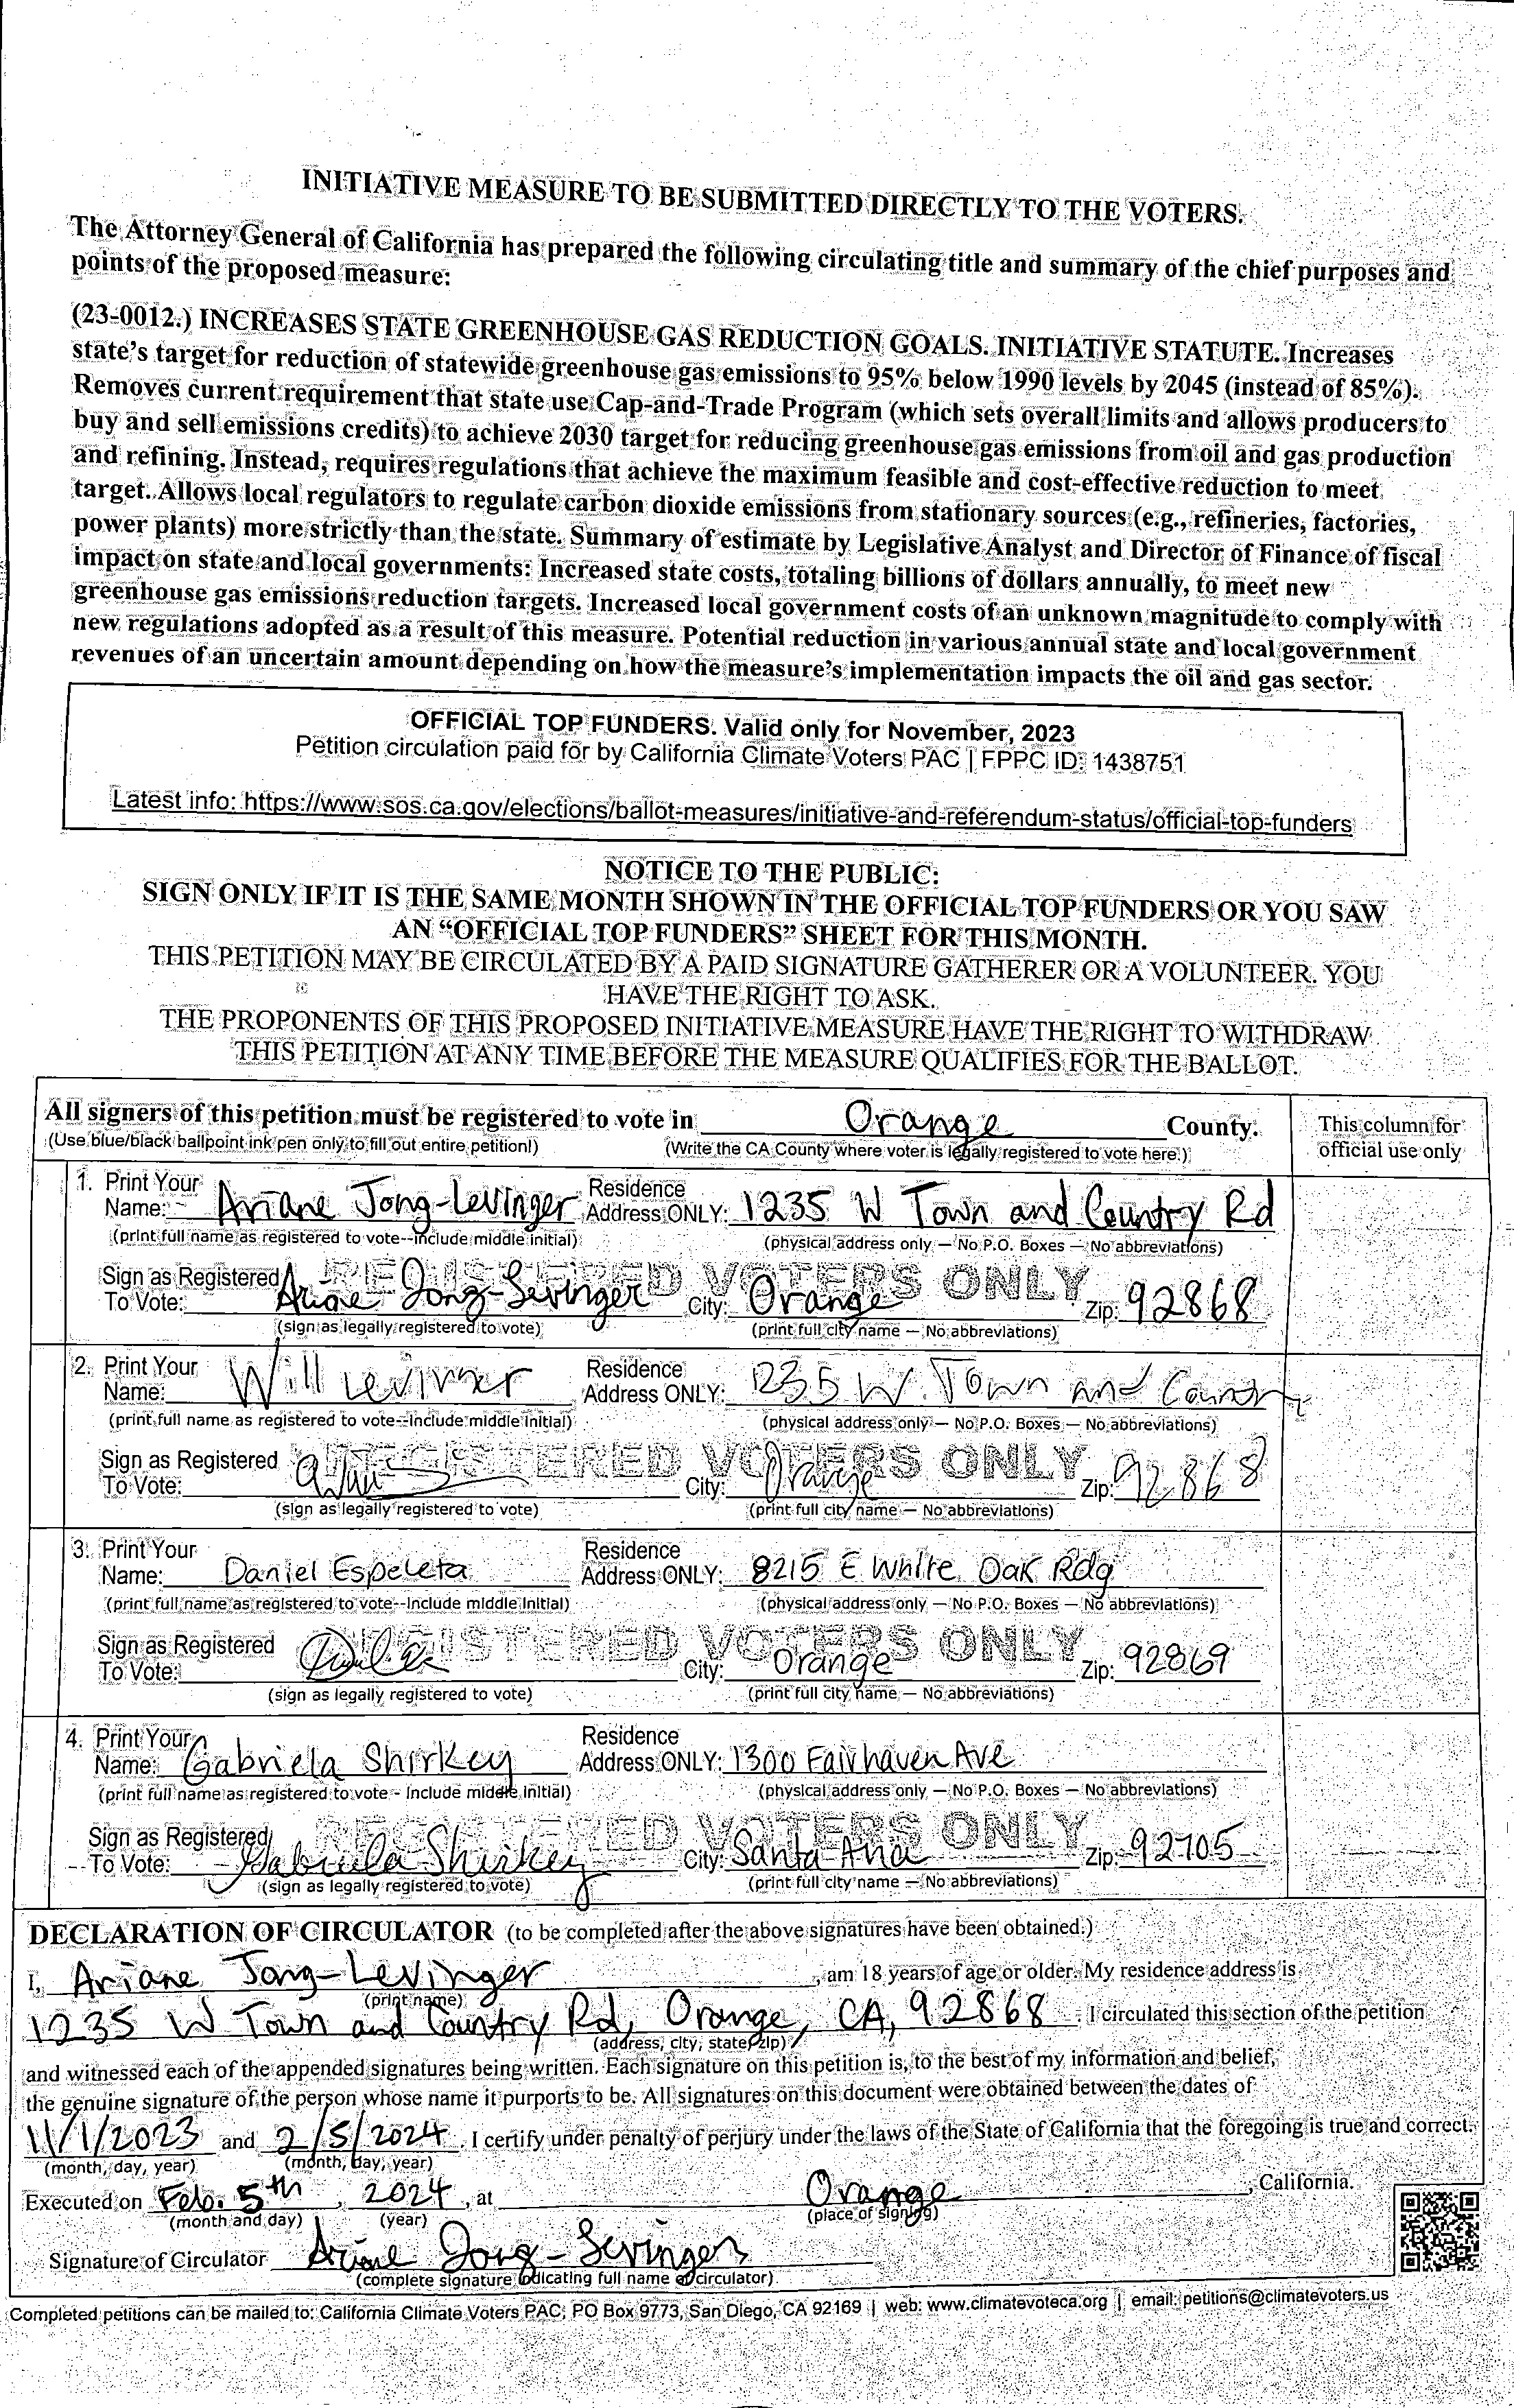 INITIATIVE MEASURE TO BE SUBMITTED DIRECTLY TO THE VOTERS.
The Attorney General of California has prepared the following circulating title and summary of the chief purposes and
points of the proposed measure:
(23-0012.) INCREASES STATE GREENHOUSE GAS REDUCTION GOALS. INITIATIVE STATUTE. Increases
state's target for reduction of statewide greenhouse gas emissions to 95% below 1990 levels by 2045 (instead of 85%).
Removes current requirement that state use Cap-and-Trade Program (which sets overall limits and allows producers to
buy and sell emissions credits) to achieve 2030 target for reducing greenhouse gas emissions from oil and gas production
and refining. Instead, requires regulations that achieve the maximum feasible and cost-effective reduction to meet
target. Allows local regulators to regulate carbon dioxide emissions from stationary sources (e.g., refineries, factories,
power plants) more strictly than the state. Summary of estimate by Legislative Analyst and Director of Finance of fiscal
impact on state and local governments: Increased state costs, totaling billions of dollars annually, to meet new
greenhouse gas emissions reduction targets. Increased local government costs of an unknown magnitude to comply with
new regulations adopted as a result of this measure. Potential reduction in various annual state and local government
revenues of an uncertain amount depending on how the measure's implementation impacts the oil and gas sector.
OFFICIAL TOP FUNDERS. Valid only for November, 2023
Petition circulation paid for by California Climate Voters PAC | FPPC ID: 1438751
Latest info: https://www.sos.ca.gov/elections/ballot-measures/initiative-and-referendum-status/official-top-funders
NOTICE TO THE PUBLIC:
SIGN ONLY IF IT IS THE SAME MONTH SHOWN IN THE OFFICIAL TOP FUNDERS OR YOU SAW
AN "OFFICIAL TOP FUNDERS" SHEET FOR THIS MONTH.
THIS PETITION MAY BE CIRCULATED BY A PAID SIGNATURE GATHERER OR A VOLUNTEER. YOU
HAVE THE RIGHT TO ASK.
THE PROPONENTS OF THIS PROPOSED INITIATIVE MEASURE HAVE THE RIGHT TO WITHDRAW
THIS PETITION AT ANY TIME BEFORE THE MEASURE QUALIFIES FOR THE BALLOT.
All signers of this petition must be registered to vote in Orange County. This column for
(Use blue/black ballpoint ink pen only to fill out entire petition!) (Write the CA County where voter is legally registered to vote here.) official use only
1. Print Your Name: Ariane Jong-Levinger Residence Address ONLY: 1235 W Town and Country Rd
(print full name as registered to vote--include middle initial) (physical address only — No P.O. Boxes — No abbreviations)
REGISTERED VOTERS ONLY
Sign as Registered To Vote: Ariane Jong-Levinger City: Orange Zip: 92868
(sign as legally registered to vote) (print full city name — No abbreviations)
2. Print Your Name: Will Levinger Residence Address ONLY: 1235 W. Town and Country
(print full name as registered to vote--include middle initial) (physical address only — No P.O. Boxes — No abbreviations)
REGISTERED VOTERS ONLY
Sign as Registered To Vote: City: Orange Zip: 92868
(sign as legally registered to vote) (print full city name — No abbreviations)
3. Print Your Name: Daniel Espeleta Residence Address ONLY: 8215 E White Oak Rdg
(print full name as registered to vote--include middle initial) (physical address only — No P.O. Boxes — No abbreviations)
REGISTERED VOTERS ONLY
Sign as Registered To Vote: City: Orange Zip: 92869
(sign as legally registered to vote) (print full city name — No abbreviations)
4. Print Your Name: Gabriela Shirkey Residence Address ONLY: 1300 Fairhaven Ave
(print full name as registered to vote - include middle initial) (physical address only — No P.O. Boxes — No abbreviations)
REGISTERED VOTERS ONLY
Sign as Registered To Vote: Gabriela Shirkey City: Santa Ana Zip: 92705
(sign as legally registered to vote) (print full city name — No abbreviations)
DECLARATION OF CIRCULATOR (to be completed after the above signatures have been obtained.)
I, Ariane Jong-Levinger, am 18 years of age or older. My residence address is
(print name)
1235 W Town and Country Rd, Orange, CA, 92868. I circulated this section of the petition
(address, city, state, zip)
and witnessed each of the appended signatures being written. Each signature on this petition is, to the best of my information and belief,
the genuine signature of the person whose name it purports to be. All signatures on this document were obtained between the dates of
11/1/2023 and 2/5/2024. I certify under penalty of perjury under the laws of the State of California that the foregoing is true and correct.
(month, day, year) (month, day, year)
Executed on Feb. 5th, 2024, at Orange, California.
(month and day) (year) (place of signing)
Signature of Circulator Ariane Jong-Levinger
(complete signature indicating full name of circulator)
Completed petitions can be mailed to: California Climate Voters PAC; PO Box 9773, San Diego, CA 92169 | web: www.climatevoteca.org | email: petitions@climatevoters.us